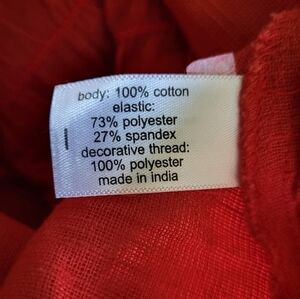 body: 100% cotton
elastic:
73% polyester
27% spandex
decorative thread:
100% polyester
made in india